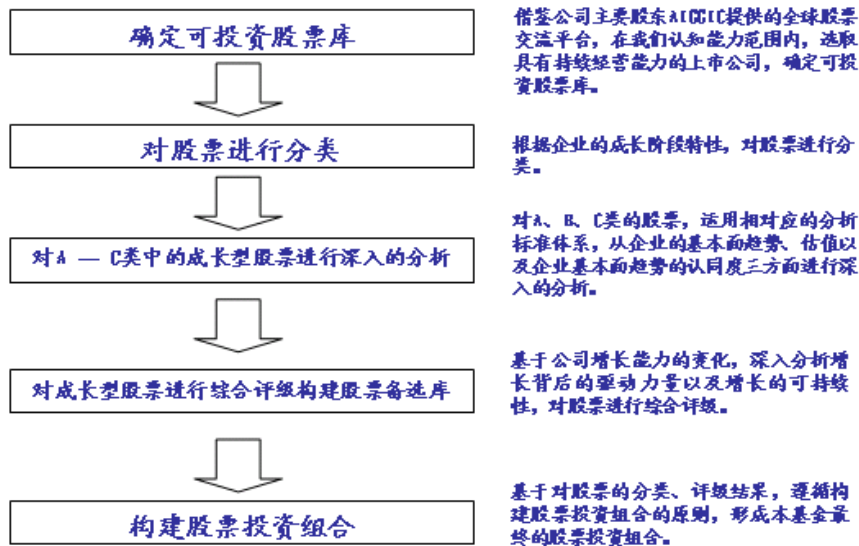 确定可投资股票库
借鉴公司主要股东AIGGIC提供的全球股票
交流平台，在我们认知能力范围内，选取
具有持续经营能力的上市公司，确定可投
资股票库。
对股票进行分类
根据企业的成长阶段特性，对股票进行分
类。
对A — C类中的成长型股票进行深入的分析
对A、B、C类的股票，适用相对应的分析
标准体系，从企业的基本面趋势、估值以
及企业基本面趋势的认同度三方面进行深
入的分析。
对成长型股票进行综合评级构建股票备选库
基于公司增长能力的变化，深入分析增
长背后的驱动力量以及增长的可持续
性，对股票进行综合评级。
构建股票投资组合
基于对股票的分类、评级结果，遵循构
建股票投资组合的原则，形成本基金最
终的股票投资组合。